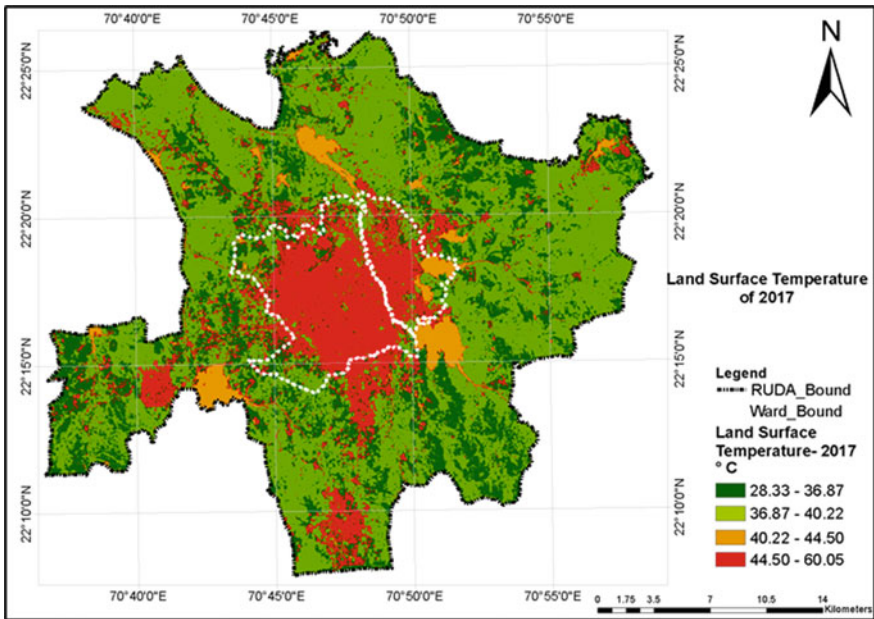 70°40'0"E 70°45'0"E 70°50'0"E 70°55'0"E
N
22°25'0"N 22°25'0"N
22°20'0"N 22°20'0"N
Land Surface Temperature
of 2017
22°15'0"N 22°15'0"N
Legend
RUDA_Bound
Ward_Bound
Land Surface
Temperature- 2017
° C
28.33 - 36.87
36.87 - 40.22
40.22 - 44.50
44.50 - 60.05
22°10'0"N 22°10'0"N
70°40'0"E 70°45'0"E 70°50'0"E 70°55'0"E
0 1.75 3.5 7 10.5 14
Kilometers